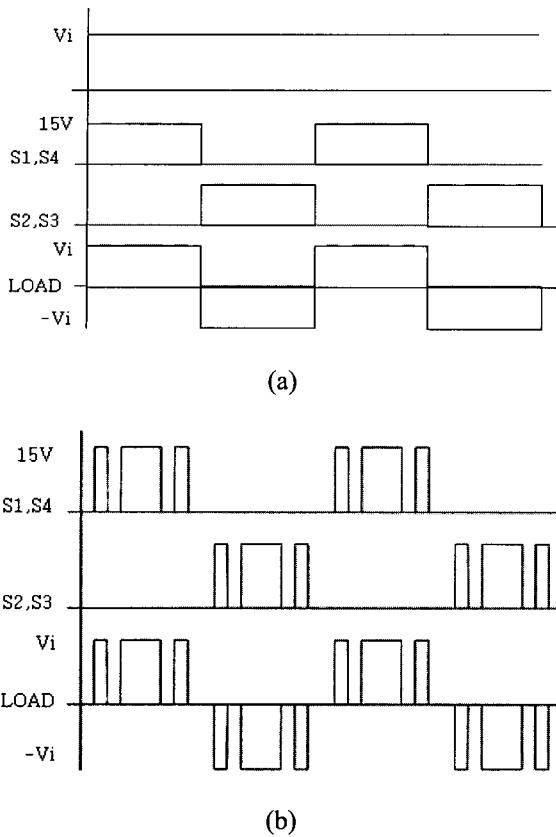 Vi
15V
S1,S4
S2,S3
Vi
LOAD
-Vi
(a)
15V
S1,S4
S2,S3
Vi
LOAD
-Vi
(b)